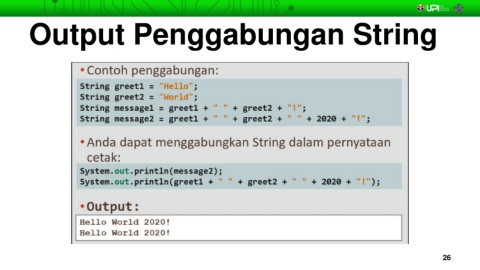 UPI
Output Penggabungan String
•Contoh penggabungan:
String greet1 = "Hello";
String greet2 = "World";
String message1 = greet1 + " " + greet2 + "!";
String message2 = greet1 + " " + greet2 + " " + 2020 + "!";
•Anda dapat menggabungkan String dalam pernyataan
cetak:
System.out.println(message2);
System.out.println(greet1 + " " + greet2 + " " + 2020 + "!");
•Output:
Hello World 2020!
Hello World 2020!
26